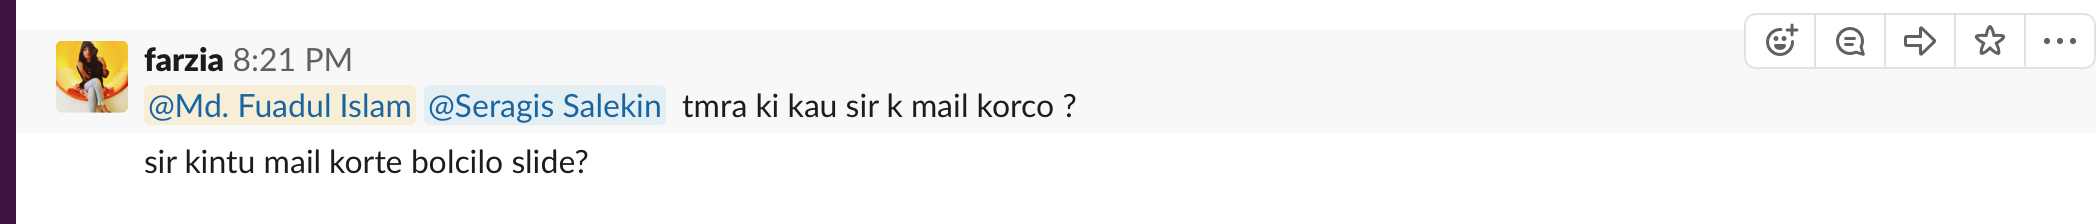 farzia 8:21 PM
@Md. Fuadul Islam @Seragis Salekin tmra ki kau sir k mail korco ?
sir kintu mail korte bolcilo slide?